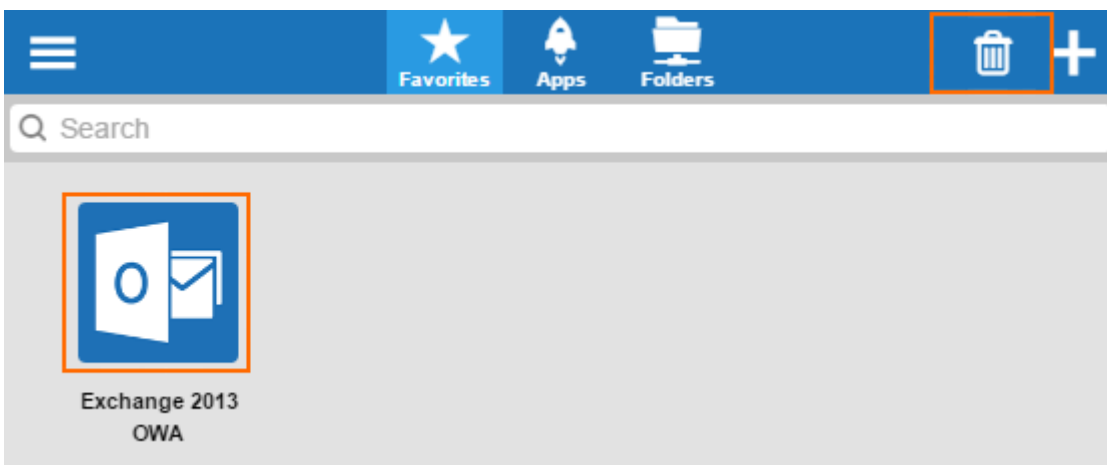 Favorites
Apps
Folders
Search
O
Exchange 2013
OWA